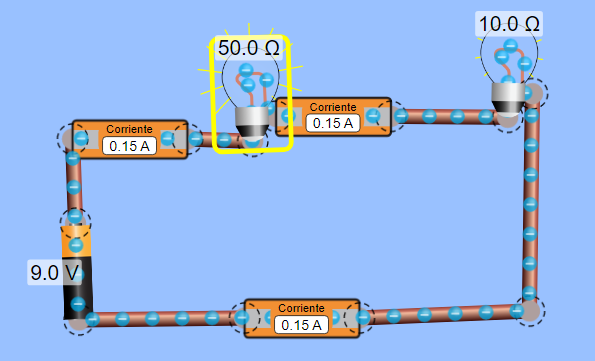 50.0 Ω
10.0 Ω
Corriente
0.15 A
Corriente
0.15 A
9.0 V
Corriente
0.15 A